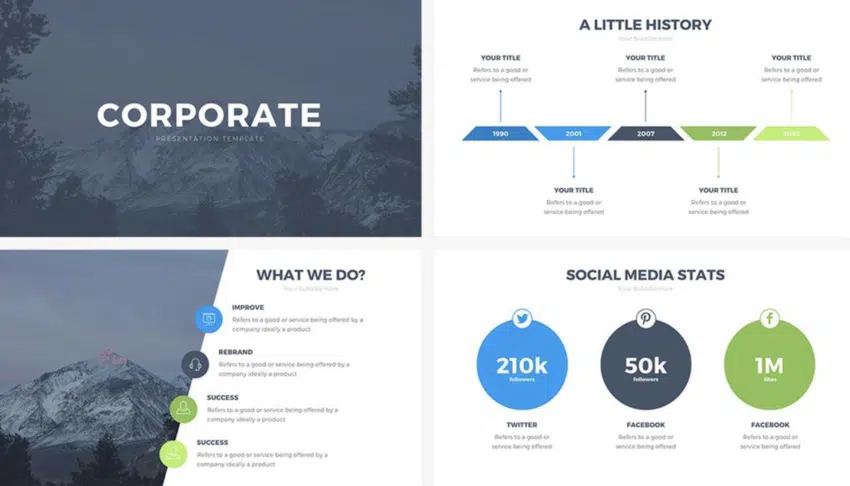 CORPORATE
PRESENTATION TEMPLATE
A LITTLE HISTORY
Your Subtitle Here
YOUR TITLE
Refers to a good or
service being offered
YOUR TITLE
Refers to a good or
service being offered
YOUR TITLE
Refers to a good or
service being offered
1990
2001
2007
2012
YOUR TITLE
Refers to a good or
service being offered
YOUR TITLE
Refers to a good or
service being offered
WHAT WE DO?
Your Subtitle Here
IMPROVE
Refers to a good or service being offered by a
company ideally a product
REBRAND
Refers to a good or service being offered by a
company ideally a product
SUCCESS
Refers to a good or service being offered by a
company ideally a product
SUCCESS
Refers to a good or service being offered by a
company ideally a product
SOCIAL MEDIA STATS
Your Subtitle Here
210k
followers
50k
followers
1M
likes
TWITTER
Refers to a good or
service being offered
FACEBOOK
Refers to a good or
service being offered
FACEBOOK
Refers to a good or
service being offered